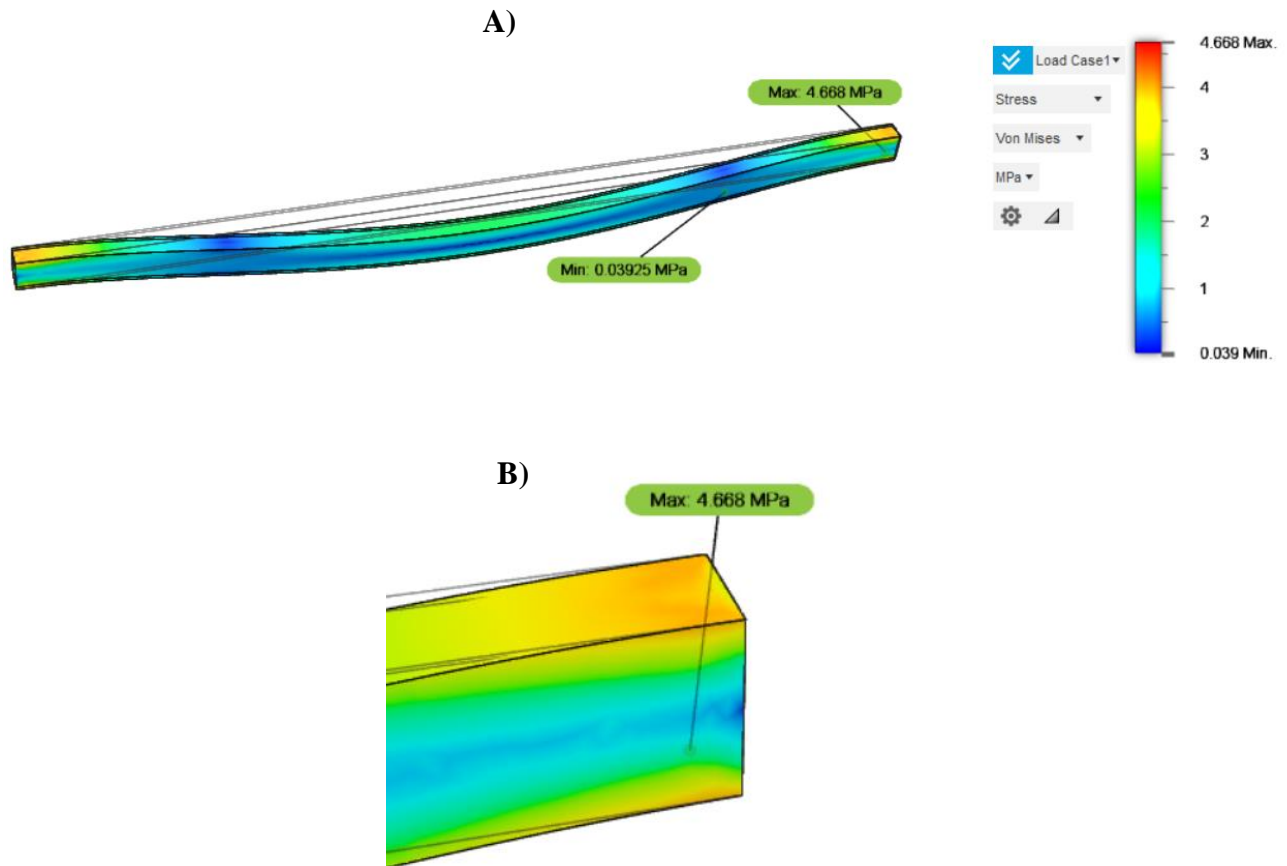 A)
Max: 4.668 MPa
Min: 0.03925 MPa
Load Case1
Stress
Von Mises
MPa
4.668 Max.
4
3
2
1
0.039 Min.
B)
Max: 4.668 MPa